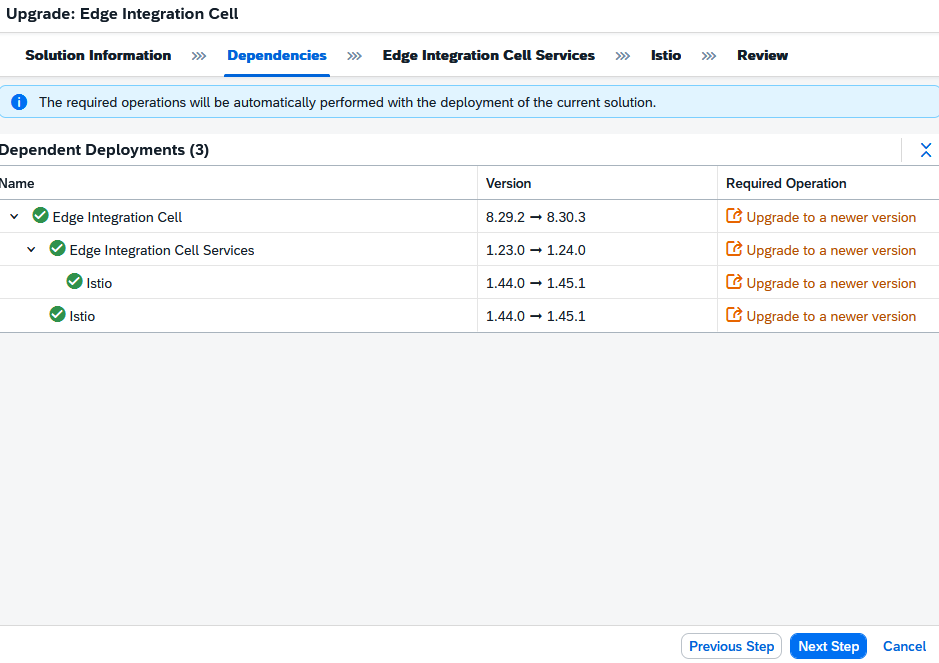 Upgrade: Edge Integration Cell
Solution Information Dependencies Edge Integration Cell Services Istio Review
The required operations will be automatically performed with the deployment of the current solution.
Dependent Deployments (3)
Name Version Required Operation
Edge Integration Cell 8.29.2 → 8.30.3 Upgrade to a newer version
Edge Integration Cell Services 1.23.0 → 1.24.0 Upgrade to a newer version
Istio 1.44.0 → 1.45.1 Upgrade to a newer version
Istio 1.44.0 → 1.45.1 Upgrade to a newer version
Previous Step Next Step Cancel